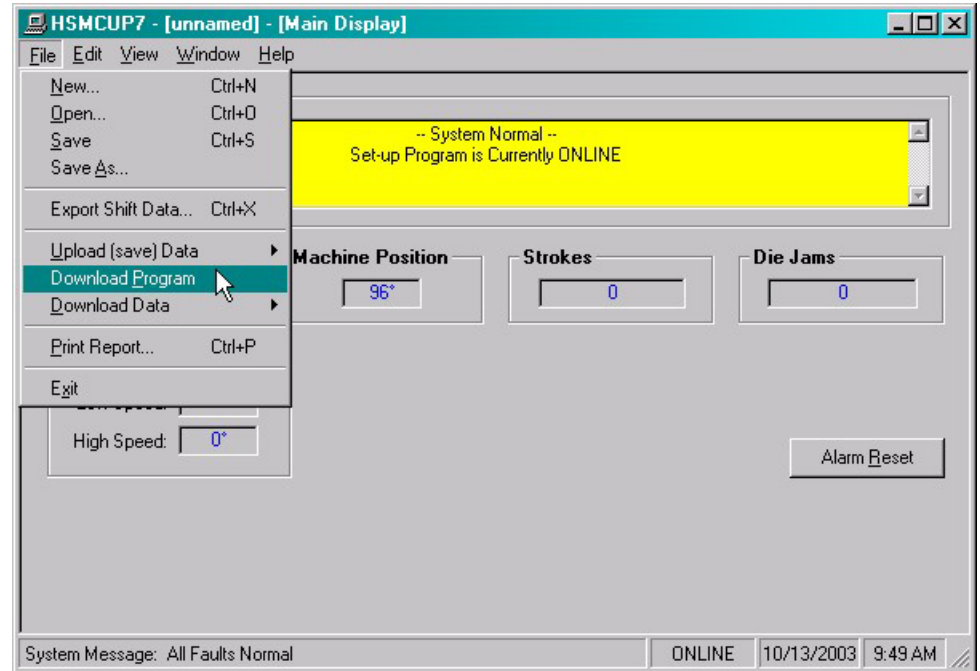 HSMCUP7 - [unnamed] - [Main Display]
File Edit View Window Help
New... Ctrl+N
Open... Ctrl+O
Save Ctrl+S
Save As...
Export Shift Data... Ctrl+X
Upload (save) Data
Download Program
Download Data
Print Report... Ctrl+P
Exit
-- System Normal --
Set-up Program is Currently ONLINE
Machine Position
96°
Strokes
0
Die Jams
0
High Speed: 0°
Alarm Reset
System Message: All Faults Normal ONLINE 10/13/2003 9:49 AM